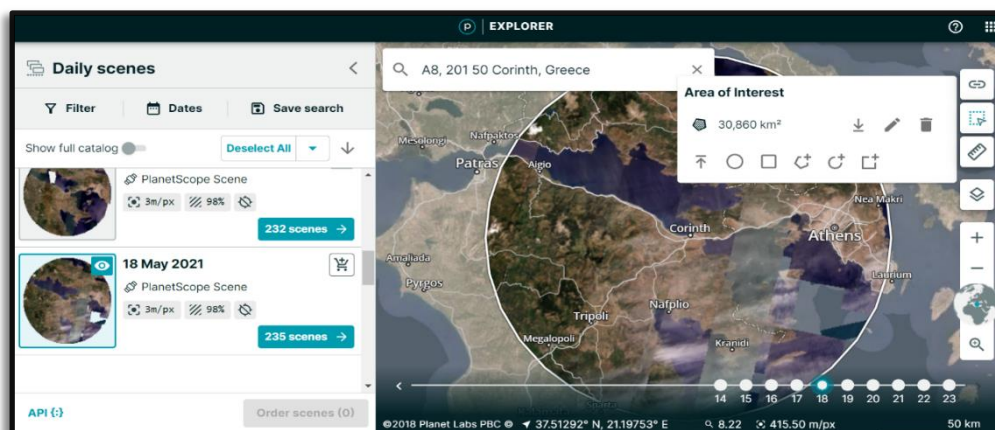 EXPLORER
Daily scenes
Filter
Dates
Save search
Show full catalog
Deselect All
PlanetScope Scene
3m/px
98%
232 scenes →
18 May 2021
PlanetScope Scene
3m/px
98%
235 scenes →
API {:}
Order scenes (0)
A8, 201 50 Corinth, Greece
Area of Interest
30,860 km²
Mesolongi
Nafpaktos
Patras
Aigio
Nea Makri
Corinth
Athens
Amaliada
Pyrgos
Laurium
Nafplio
Tripoli
Megalopoli
Kranidi
Sparta
14 15 16 17 18 19 20 21 22 23
©2018 Planet Labs PBC © 37.51292° N, 21.19753° E
8.22
415.50 m/px
50 km